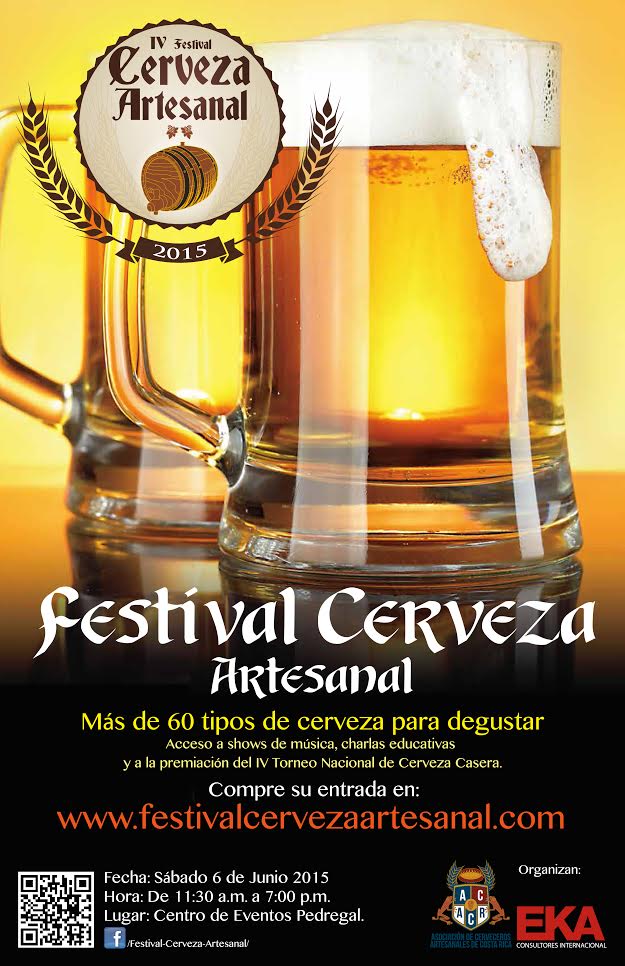 IV Festival
Cerveza
Artesanal
2015
Festival Cerveza
Artesanal
Más de 60 tipos de cerveza para degustar
Acceso a shows de música, charlas educativas
y a la premiación del IV Torneo Nacional de Cerveza Casera.
Compre su entrada en:
www.festivalcervezaartesanal.com
Fecha: Sábado 6 de Junio 2015
Hora: De 11:30 a.m. a 7:00 p.m.
Lugar: Centro de Eventos Pedregal.
f /Festival-Cerveza-Artesanal/
Organizan:
A C
A CR
ASOCIACIÓN DE CERVECEROS
ARTESANALES DE COSTA RICA
EKA
CONSULTORES INTERNACIONAL